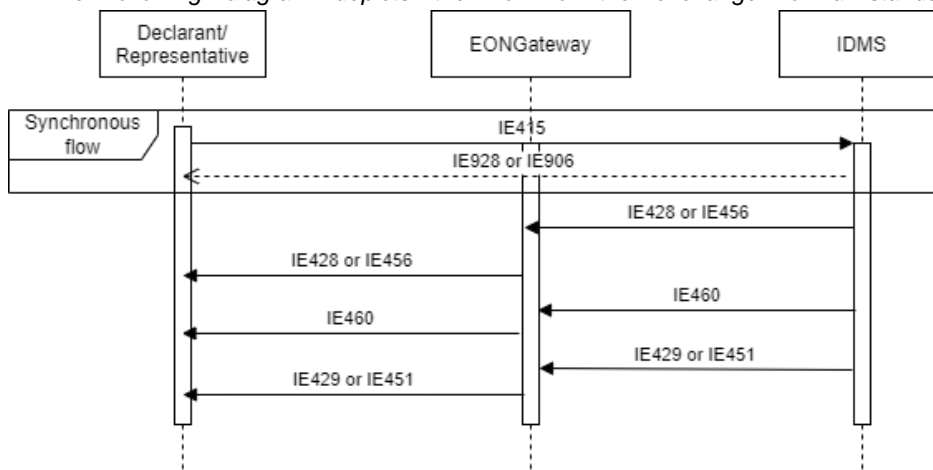 Declarant/
Representative
EONGateway
IDMS
Synchronous
flow
IE415
IE928 or IE906
IE428 or IE456
IE428 or IE456
IE460
IE460
IE429 or IE451
IE429 or IE451